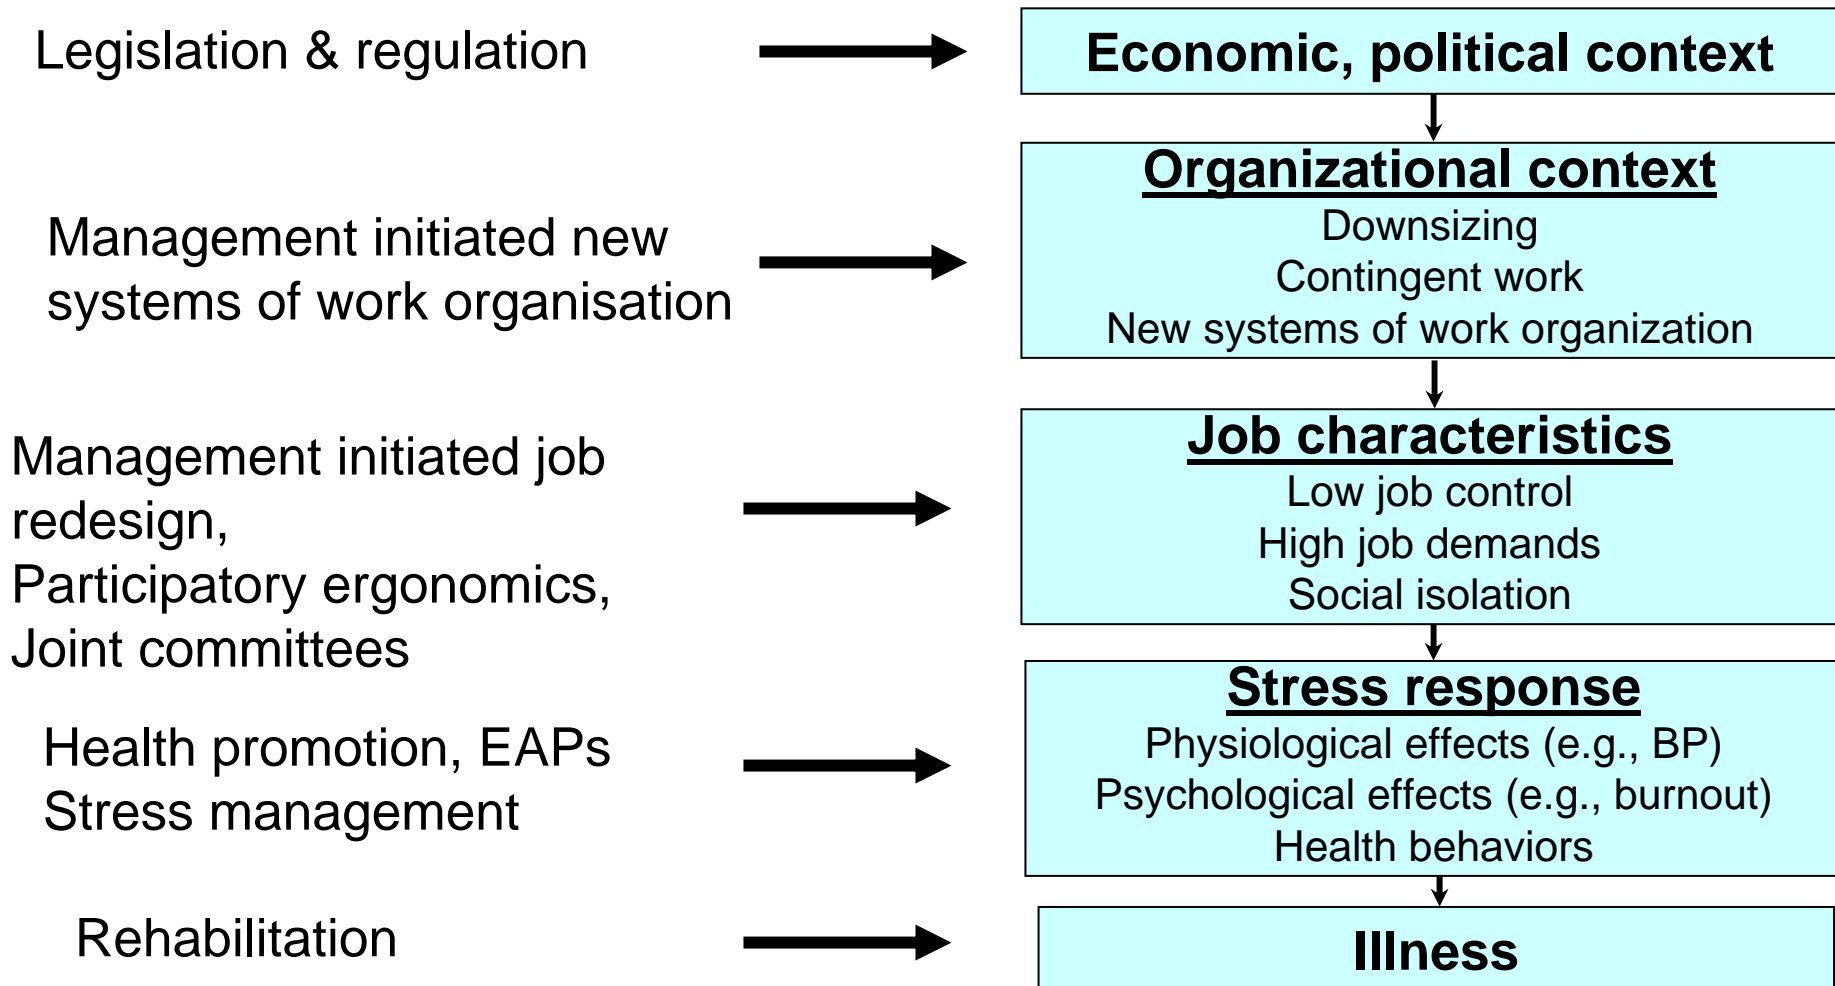 Legislation & regulation
Economic, political context
Management initiated new
systems of work organisation
Organizational context
Downsizing
Contingent work
New systems of work organization
Management initiated job
redesign,
Participatory ergonomics,
Joint committees
Job characteristics
Low job control
High job demands
Social isolation
Health promotion, EAPs
Stress management
Stress response
Physiological effects (e.g., BP)
Psychological effects (e.g., burnout)
Health behaviors
Rehabilitation
Illness